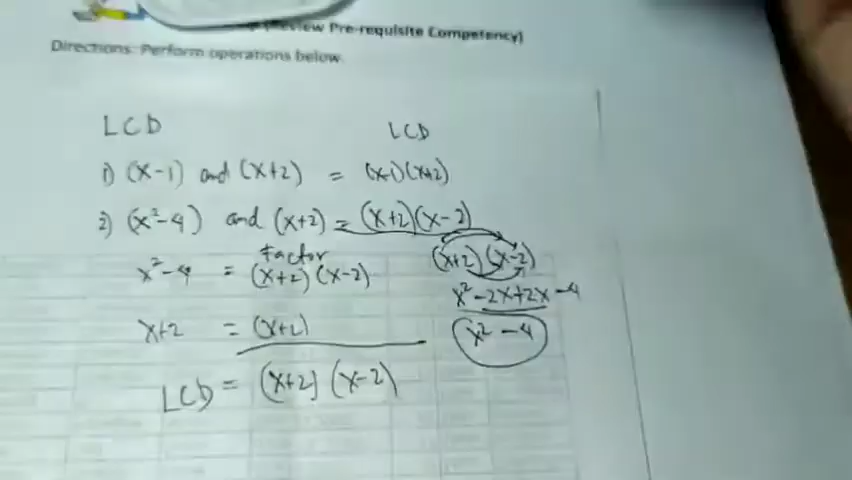 (Review Pre-requisite Competency)
Directions: Perform operations below.
LCD LCD
1) (x-1) and (x+2) = (x-1)(x+2)
2) (x²-4) and (x+2) = (x+2)(x-2)
factor
x²-4 = (x+2)(x-2) (x+2)(x-2)
x²-2x+2x-4
x+2 = (x+2) x²-4
LCD = (x+2)(x-2)